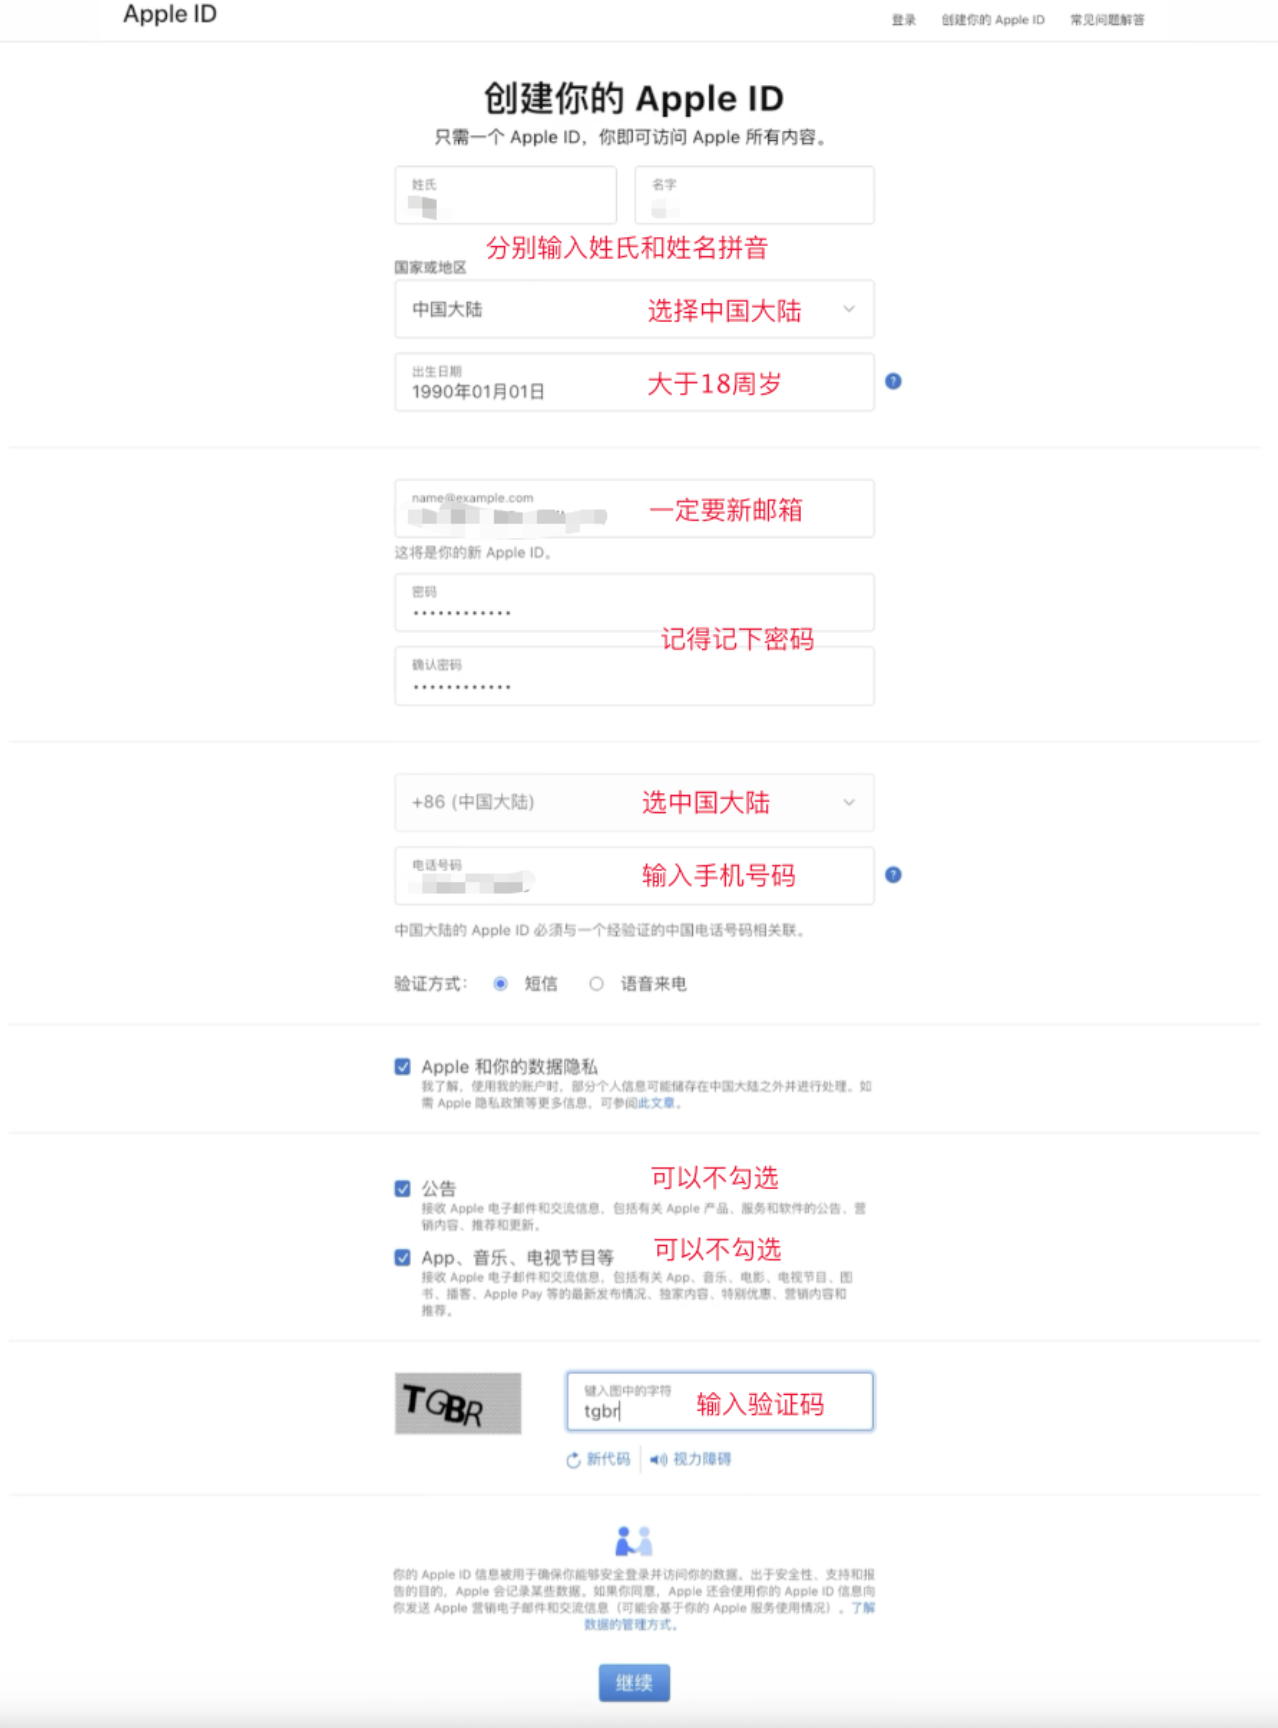 Apple ID
登录 创建你的 Apple ID 常见问题解答
创建你的 Apple ID
只需一个 Apple ID，你即可访问 Apple 所有内容。
姓氏 名字
分别输入姓氏和姓名拼音
国家或地区
中国大陆 选择中国大陆
出生日期
1990年01月01日 大于18周岁
?
name@example.com
一定要新邮箱
这将是你的新 Apple ID。
密码
••••••••••••
记得记下密码
确认密码
••••••••••••
+86 (中国大陆) 选中国大陆
电话号码
输入手机号码
?
中国大陆的 Apple ID 必须与一个经验证的中国电话号码相关联。
验证方式： 短信 语音来电
Apple 和你的数据隐私
我了解，使用我的账户时，部分个人信息可能储存在中国大陆之外并进行处理。如
需 Apple 隐私政策等更多信息，可参阅此文章。
可以不勾选
公告
接收 Apple 电子邮件和交流信息，包括有关 Apple 产品、服务和软件的公告、营
销内容、推荐和更新。
App、音乐、电视节目等 可以不勾选
接收 Apple 电子邮件和交流信息，包括有关 App、音乐、电影、电视节目、图
书、播客、Apple Pay 等的最新发布情况、独家内容、特别优惠、营销内容和
推荐。
TGBR
键入图中的字符
tgbr 输入验证码
新代码 视力障碍
你的 Apple ID 信息被用于确保你能够安全登录并访问你的数据。出于安全性、支持和报
告的目的，Apple 会记录某些数据。如果你同意，Apple 还会使用你的 Apple ID 信息向
你发送 Apple 营销电子邮件和交流信息（可能会基于你的 Apple 服务使用情况）。了解
数据的管理方式。
继续